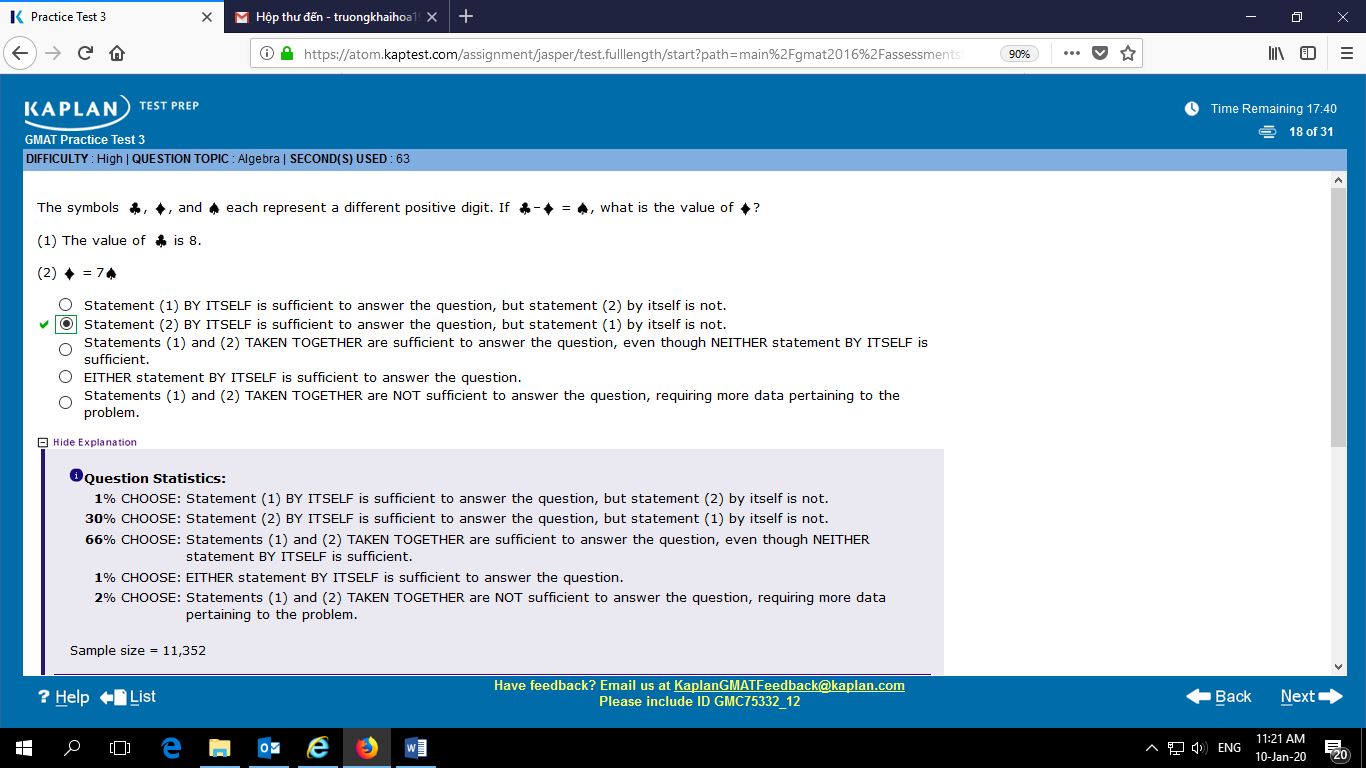 Practice Test 3
Hộp thư đến - truongkhaihoa1
https://atom.kaptest.com/assignment/jasper/test.fulllength/start?path=main%2Fgmat2016%2Fassessments
90%
KAPLAN TEST PREP
GMAT Practice Test 3
Time Remaining 17:40
18 of 31
DIFFICULTY : High | QUESTION TOPIC : Algebra | SECOND(S) USED : 63
The symbols ♣, ♦, and ♠ each represent a different positive digit. If ♣-♦ = ♠, what is the value of ♦?
(1) The value of ♣ is 8.
(2) ♦ = 7♠
Statement (1) BY ITSELF is sufficient to answer the question, but statement (2) by itself is not.
Statement (2) BY ITSELF is sufficient to answer the question, but statement (1) by itself is not.
Statements (1) and (2) TAKEN TOGETHER are sufficient to answer the question, even though NEITHER statement BY ITSELF is
sufficient.
EITHER statement BY ITSELF is sufficient to answer the question.
Statements (1) and (2) TAKEN TOGETHER are NOT sufficient to answer the question, requiring more data pertaining to the
problem.
Hide Explanation
Question Statistics:
1% CHOOSE: Statement (1) BY ITSELF is sufficient to answer the question, but statement (2) by itself is not.
30% CHOOSE: Statement (2) BY ITSELF is sufficient to answer the question, but statement (1) by itself is not.
66% CHOOSE: Statements (1) and (2) TAKEN TOGETHER are sufficient to answer the question, even though NEITHER
statement BY ITSELF is sufficient.
1% CHOOSE: EITHER statement BY ITSELF is sufficient to answer the question.
2% CHOOSE: Statements (1) and (2) TAKEN TOGETHER are NOT sufficient to answer the question, requiring more data
pertaining to the problem.
Sample size = 11,352
? Help List
Have feedback? Email us at KaplanGMATFeedback@kaplan.com
Please include ID GMC75332_12
Back Next
ENG
11:21 AM
10-Jan-20
20